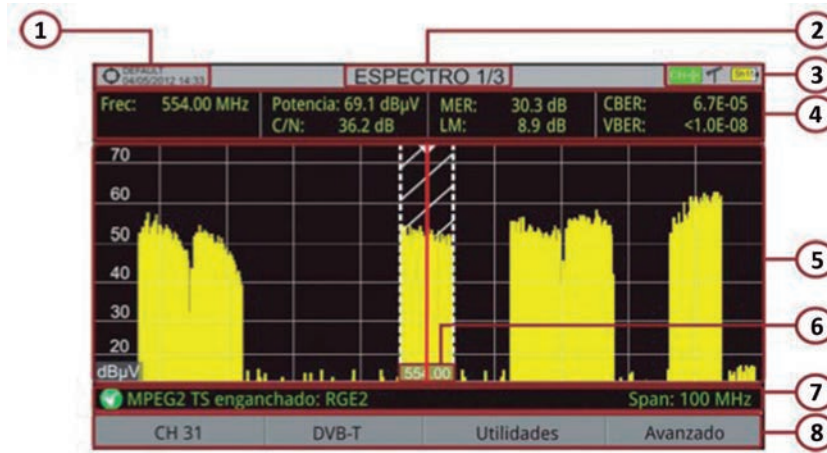 1
2
DEFAULT
04/05/2012 14:33
ESPECTRO 1/3
3
Frec: 554.00 MHz
Potencia: 69.1 dBµV
C/N: 36.2 dB
MER: 30.3 dB
LM: 8.9 dB
CBER: 6.7E-05
VBER: <1.0E-08
4
70
60
50
40
30
20
dBµV
554.00
5
6
MPEG2 TS enganchado: RGE2
Span: 100 MHz
7
CH 31
DVB-T
Utilidades
Avanzado
8